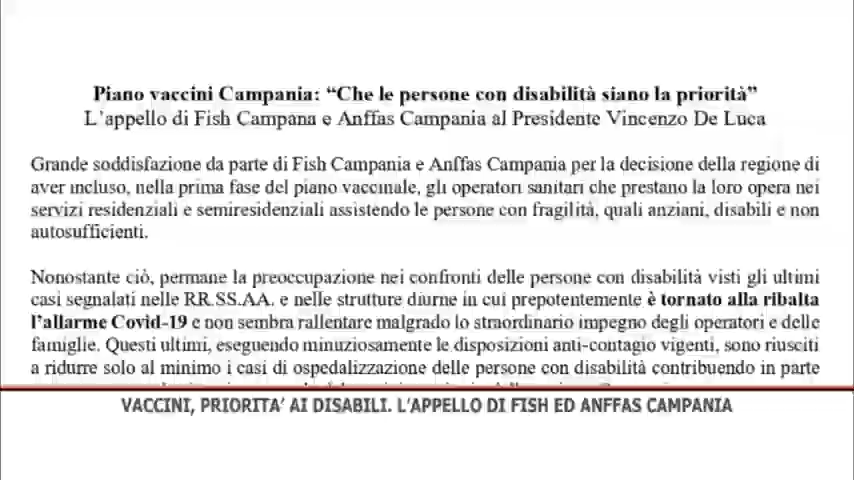 Piano vaccini Campania: “Che le persone con disabilità siano la priorità”
L’appello di Fish Campana e Anffas Campania al Presidente Vincenzo De Luca
Grande soddisfazione da parte di Fish Campania e Anffas Campania per la decisione della regione di
aver incluso, nella prima fase del piano vaccinale, gli operatori sanitari che prestano la loro opera nei
servizi residenziali e semiresidenziali assistendo le persone con fragilità, quali anziani, disabili e non
autosufficienti.
Nonostante ciò, permane la preoccupazione nei confronti delle persone con disabilità visti gli ultimi
casi segnalati nelle RR.SS.AA. e nelle strutture diurne in cui prepotentemente è tornato alla ribalta
l’allarme Covid-19 e non sembra rallentare malgrado lo straordinario impegno degli operatori e delle
famiglie. Questi ultimi, eseguendo minuziosamente le disposizioni anti-contagio vigenti, sono riusciti
a ridurre solo al minimo i casi di ospedalizzazione delle persone con disabilità contribuendo in parte
VACCINI, PRIORITA’ AI DISABILI. L’APPELLO DI FISH ED ANFFAS CAMPANIA